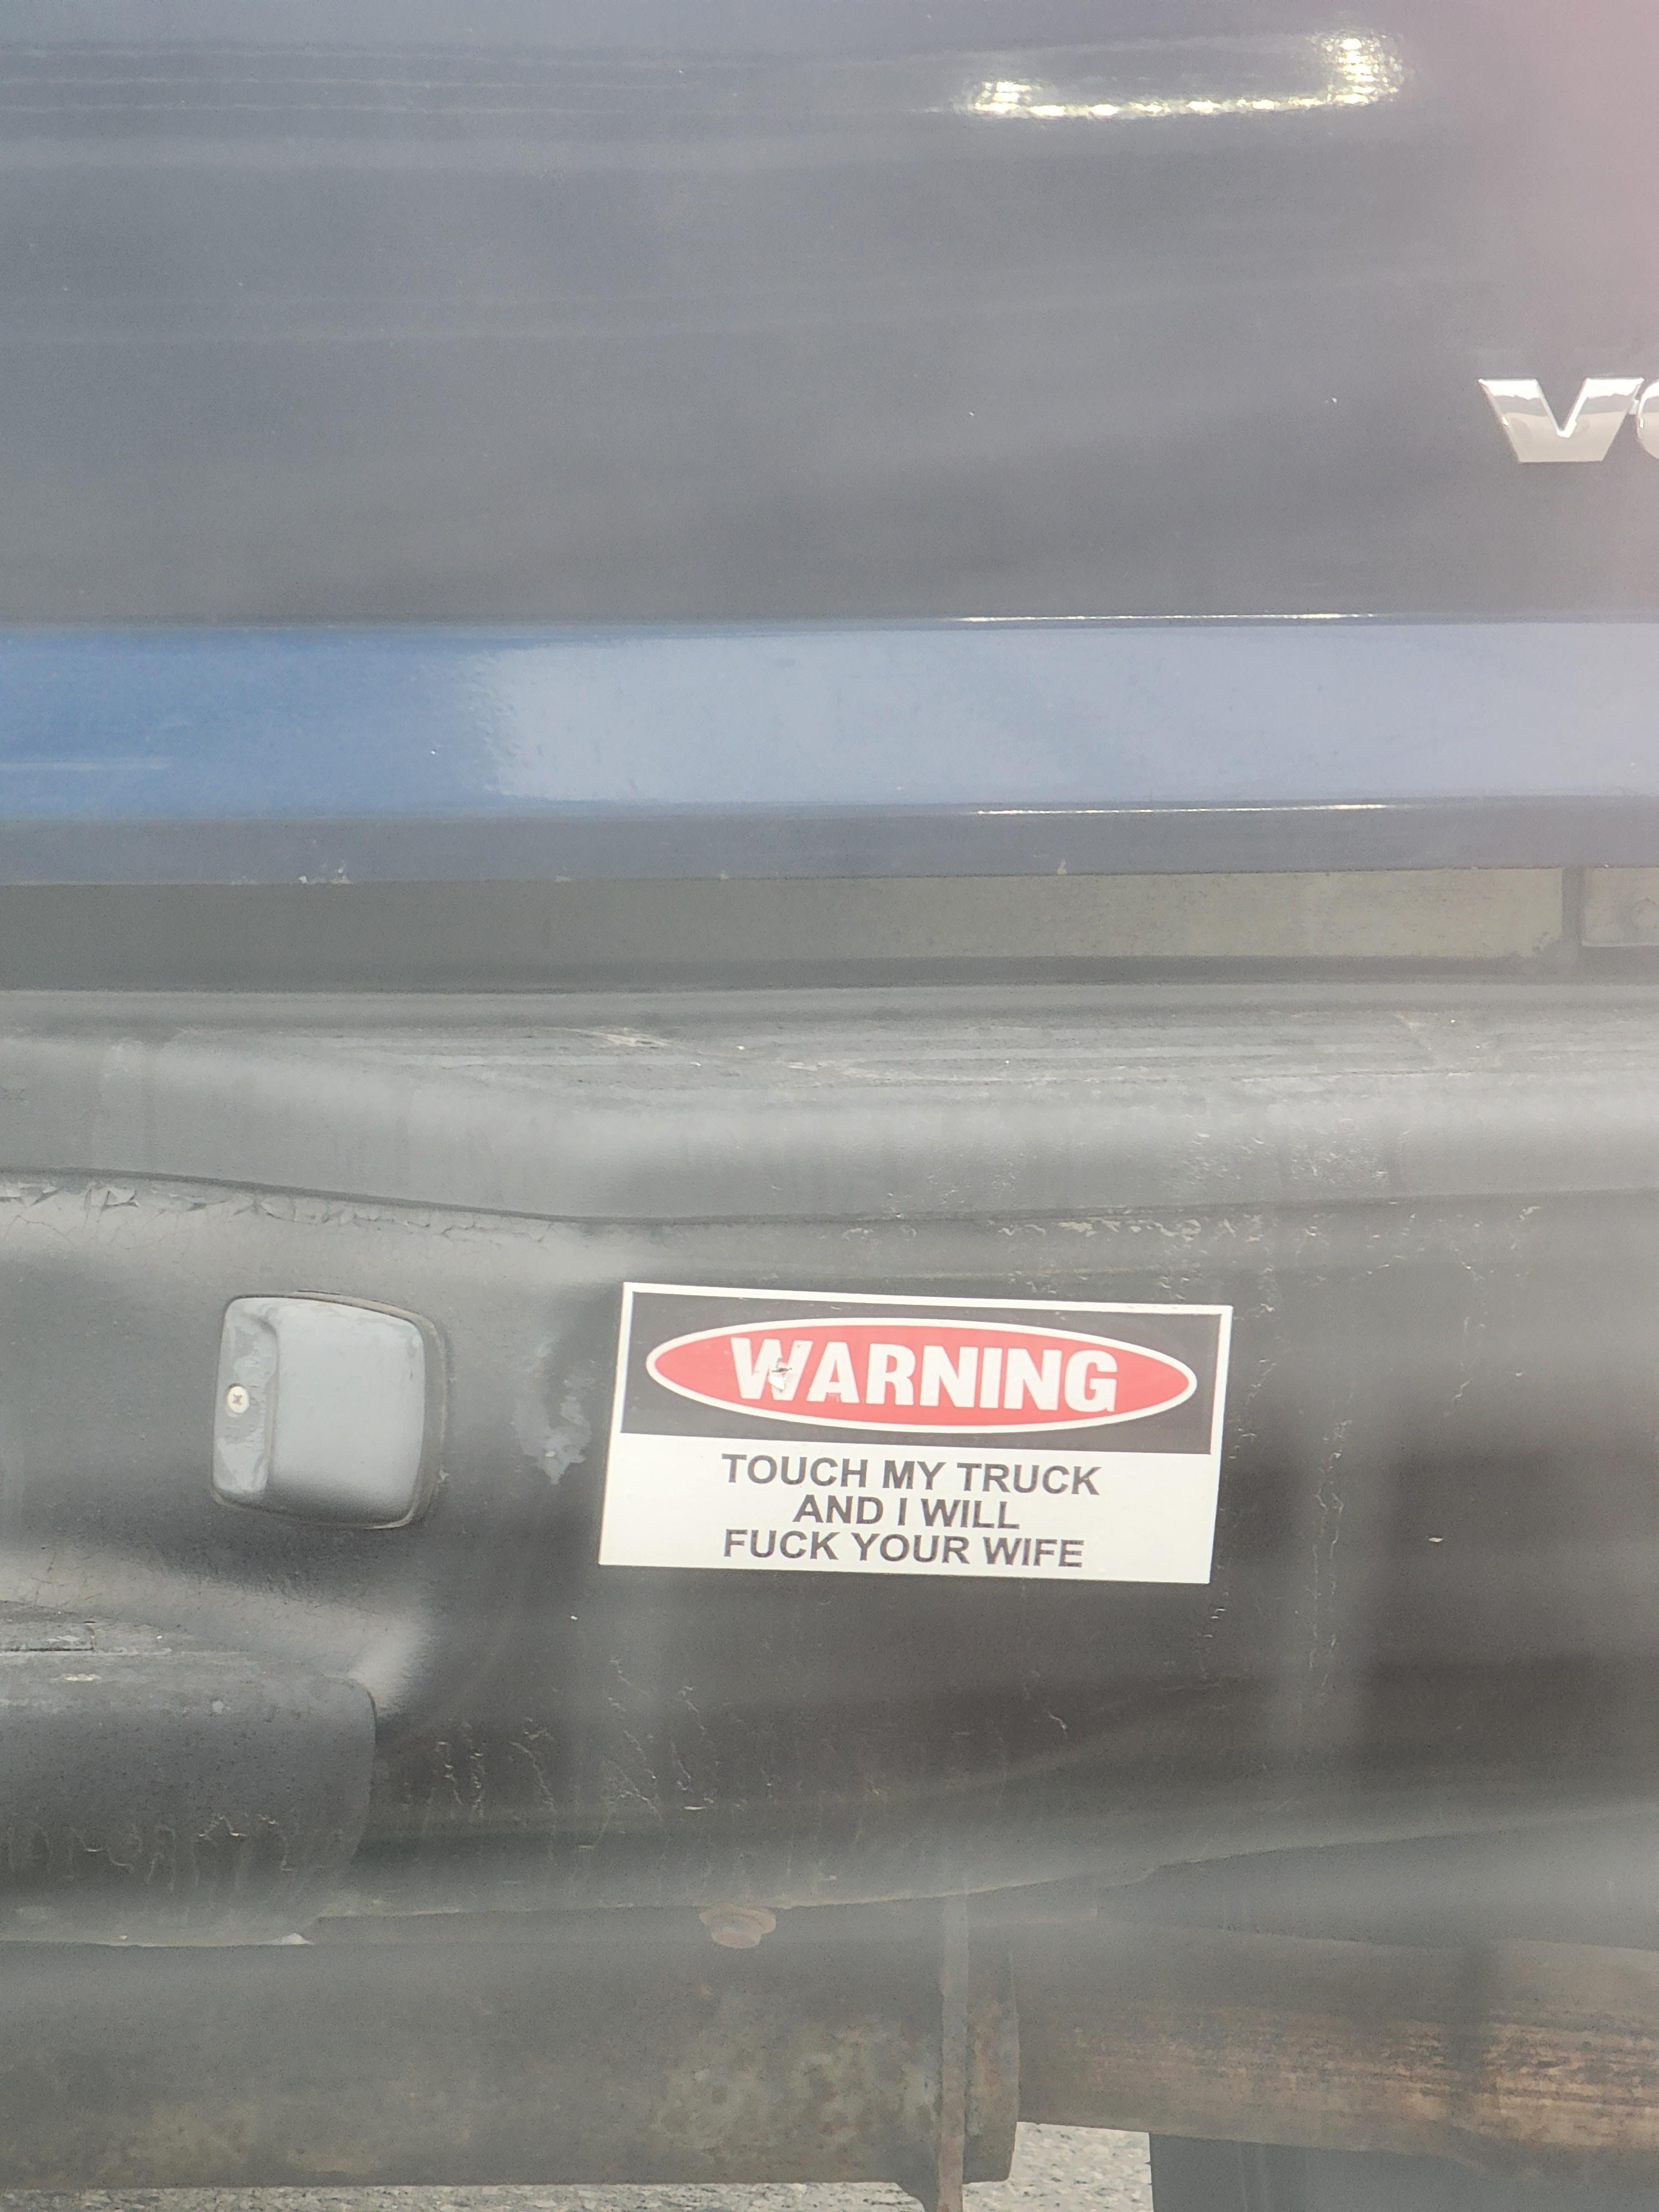 WARNING
TOUCH MY TRUCK
AND I WILL
FUCK YOUR WIFE